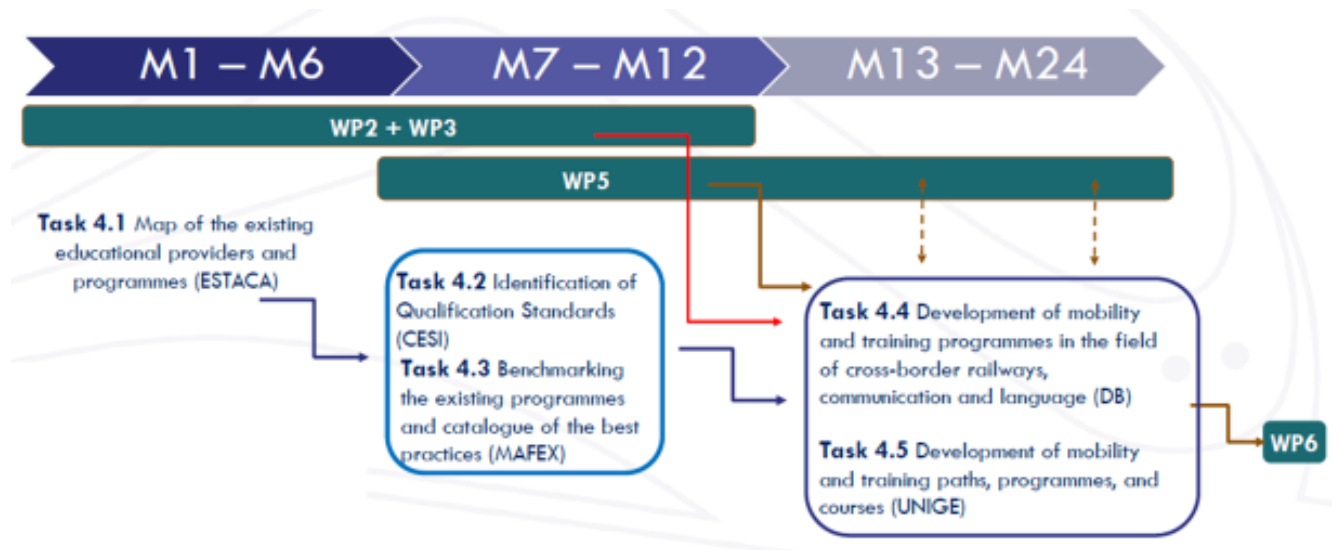 M1 – M6
M7 – M12
M13 – M24
WP2 + WP3
WP5
Task 4.1 Map of the existing
educational providers and
programmes (ESTACA)
Task 4.2 Identification of
Qualification Standards
(CESI)
Task 4.3 Benchmarking
the existing programmes
and catalogue of the best
practices (MAFEX)
Task 4.4 Development of mobility
and training programmes in the field
of cross-border railways,
communication and language (DB)
Task 4.5 Development of mobility
and training paths, programmes, and
courses (UNIGE)
WP6